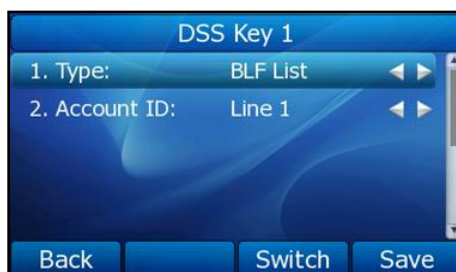 DSS Key 1
1. Type: BLF List
2. Account ID: Line 1
Back Switch Save